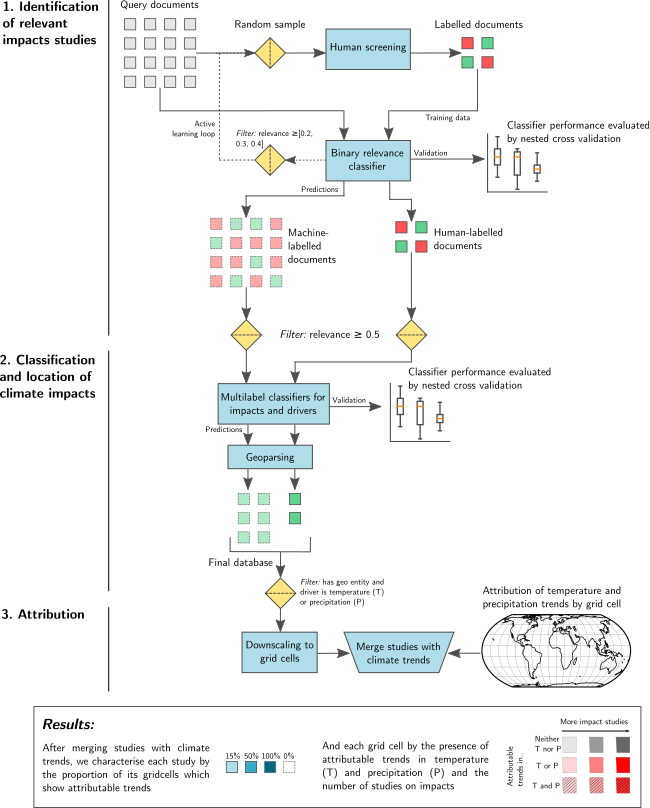 1. Identification
of relevant
impacts studies
Query documents
Random sample
Human screening
Labelled documents
Active
learning loop
Filter: relevance ≥[0.2,
0.3, 0.4]
Training data
Binary relevance
classifier
Validation
Classifier performance evaluated
by nested cross validation
Predictions
Machine-
labelled
documents
Human-labelled
documents
Filter: relevance ≥ 0.5
2. Classification
and location of
climate impacts
Multilabel classifiers for
impacts and drivers
Validation
Classifier performance evaluated
by nested cross validation
Predictions
Geoparsing
Final database
Filter: has geo entity and
driver is temperature (T)
or precipitation (P)
3. Attribution
Downscaling to
grid cells
Merge studies with
climate trends
Attribution of temperature and
precipitation trends by grid cell
Results:
After merging studies with climate
trends, we characterise each study
by the proportion of its gridcells which
show attributable trends
15% 50% 100% 0%
And each grid cell by the presence of
attributable trends in temperature
(T) and precipitation (P) and the
number of studies on impacts
More impact studies
Attributable
trends in...
Neither
T nor P
T or P
T and P